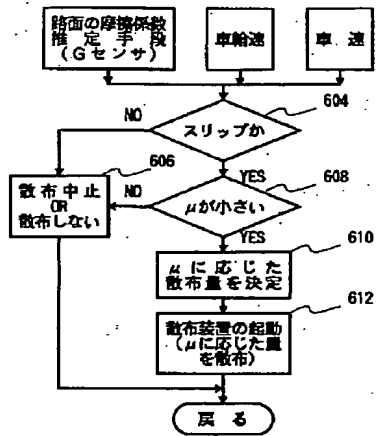 路面の摩擦係数
推定手段
(Gセンサ)
車輪速
車速
604
スリップか
NO
YES
606
608
散布中止
OR
散布しない
NO
μが小さい
YES
610
μに応じた
散布量を決定
612
散布装置の起動
(μに応じた量
を散布)
戻る